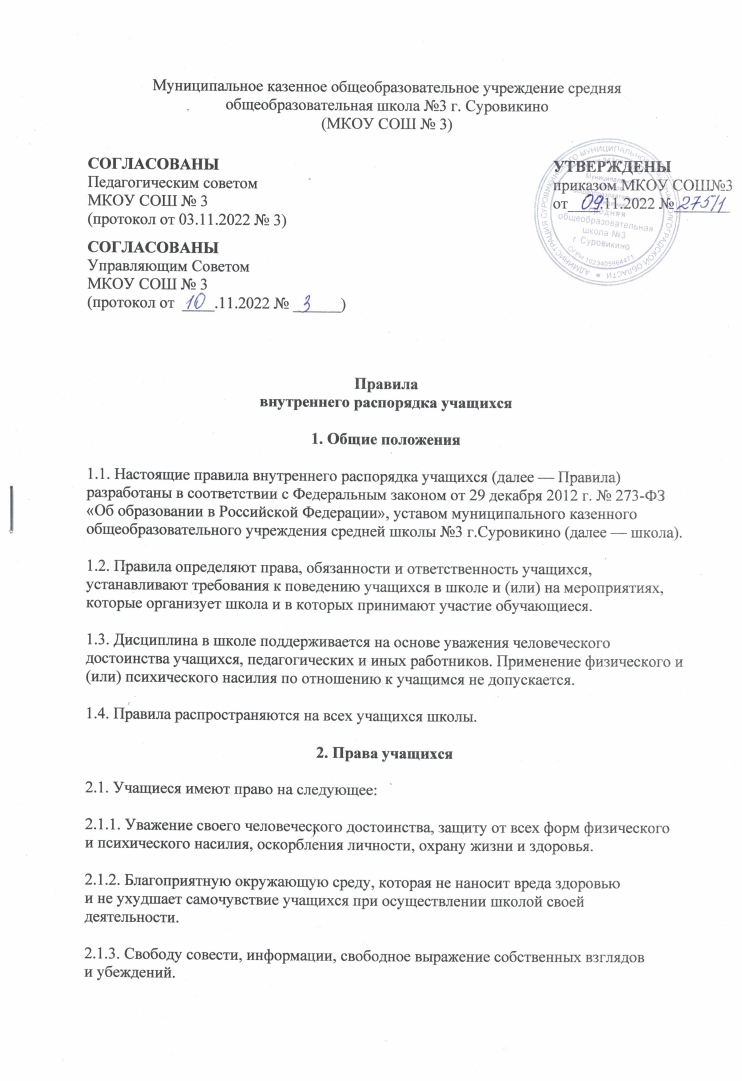 Муниципальное казенное общеобразовательное учреждение средняя
общеобразовательная школа №3 г. Суровикино
(МКОУ СОШ № 3)
СОГЛАСОВАНЫ
Педагогическим советом
МКОУ СОШ № 3
(протокол от 03.11.2022 № 3)
УТВЕРЖДЕНЫ
приказом МКОУ СОШ№3
от 09.11.2022 № 275/1
средняя
общеобразовательная
школа №3
г. Суровикино
СОГЛАСОВАНЫ
Управляющим Советом
МКОУ СОШ № 3
(протокол от 10.11.2022 № 3)
Правила
внутреннего распорядка учащихся
1. Общие положения
1.1. Настоящие правила внутреннего распорядка учащихся (далее — Правила)
разработаны в соответствии с Федеральным законом от 29 декабря 2012 г. № 273-ФЗ
«Об образовании в Российской Федерации», уставом муниципального казенного
общеобразовательного учреждения средней школы №3 г.Суровикино (далее — школа).
1.2. Правила определяют права, обязанности и ответственность учащихся,
устанавливают требования к поведению учащихся в школе и (или) на мероприятиях,
которые организует школа и в которых принимают участие обучающиеся.
1.3. Дисциплина в школе поддерживается на основе уважения человеческого
достоинства учащихся, педагогических и иных работников. Применение физического и
(или) психического насилия по отношению к учащимся не допускается.
1.4. Правила распространяются на всех учащихся школы.
2. Права учащихся
2.1. Учащиеся имеют право на следующее:
2.1.1. Уважение своего человеческого достоинства, защиту от всех форм физического
и психического насилия, оскорбления личности, охрану жизни и здоровья.
2.1.2. Благоприятную окружающую среду, которая не наносит вреда здоровью
и не ухудшает самочувствие учащихся при осуществлении школой своей
деятельности.
2.1.3. Свободу совести, информации, свободное выражение собственных взглядов
и убеждений.